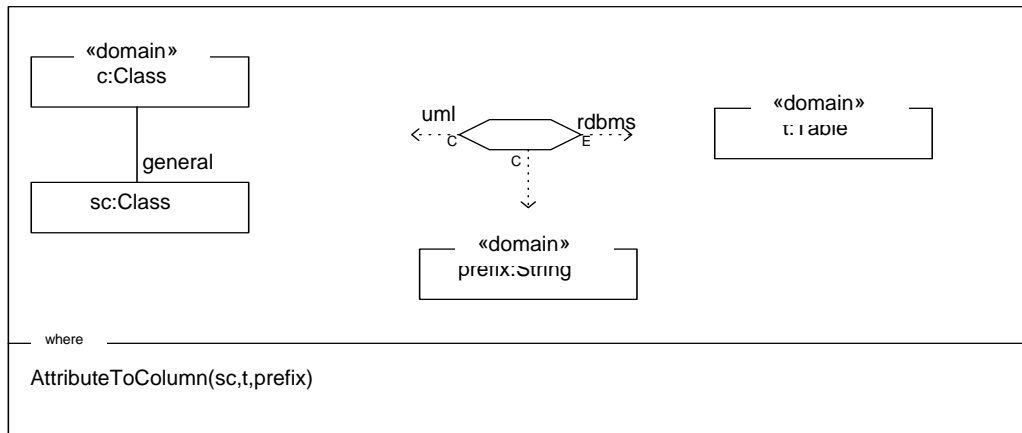 «domain»
c:Class
general
sc:Class
uml
C
rdbms
E
C
«domain»
t:Table
«domain»
prefix:String
where
AttributeToColumn(sc,t,prefix)